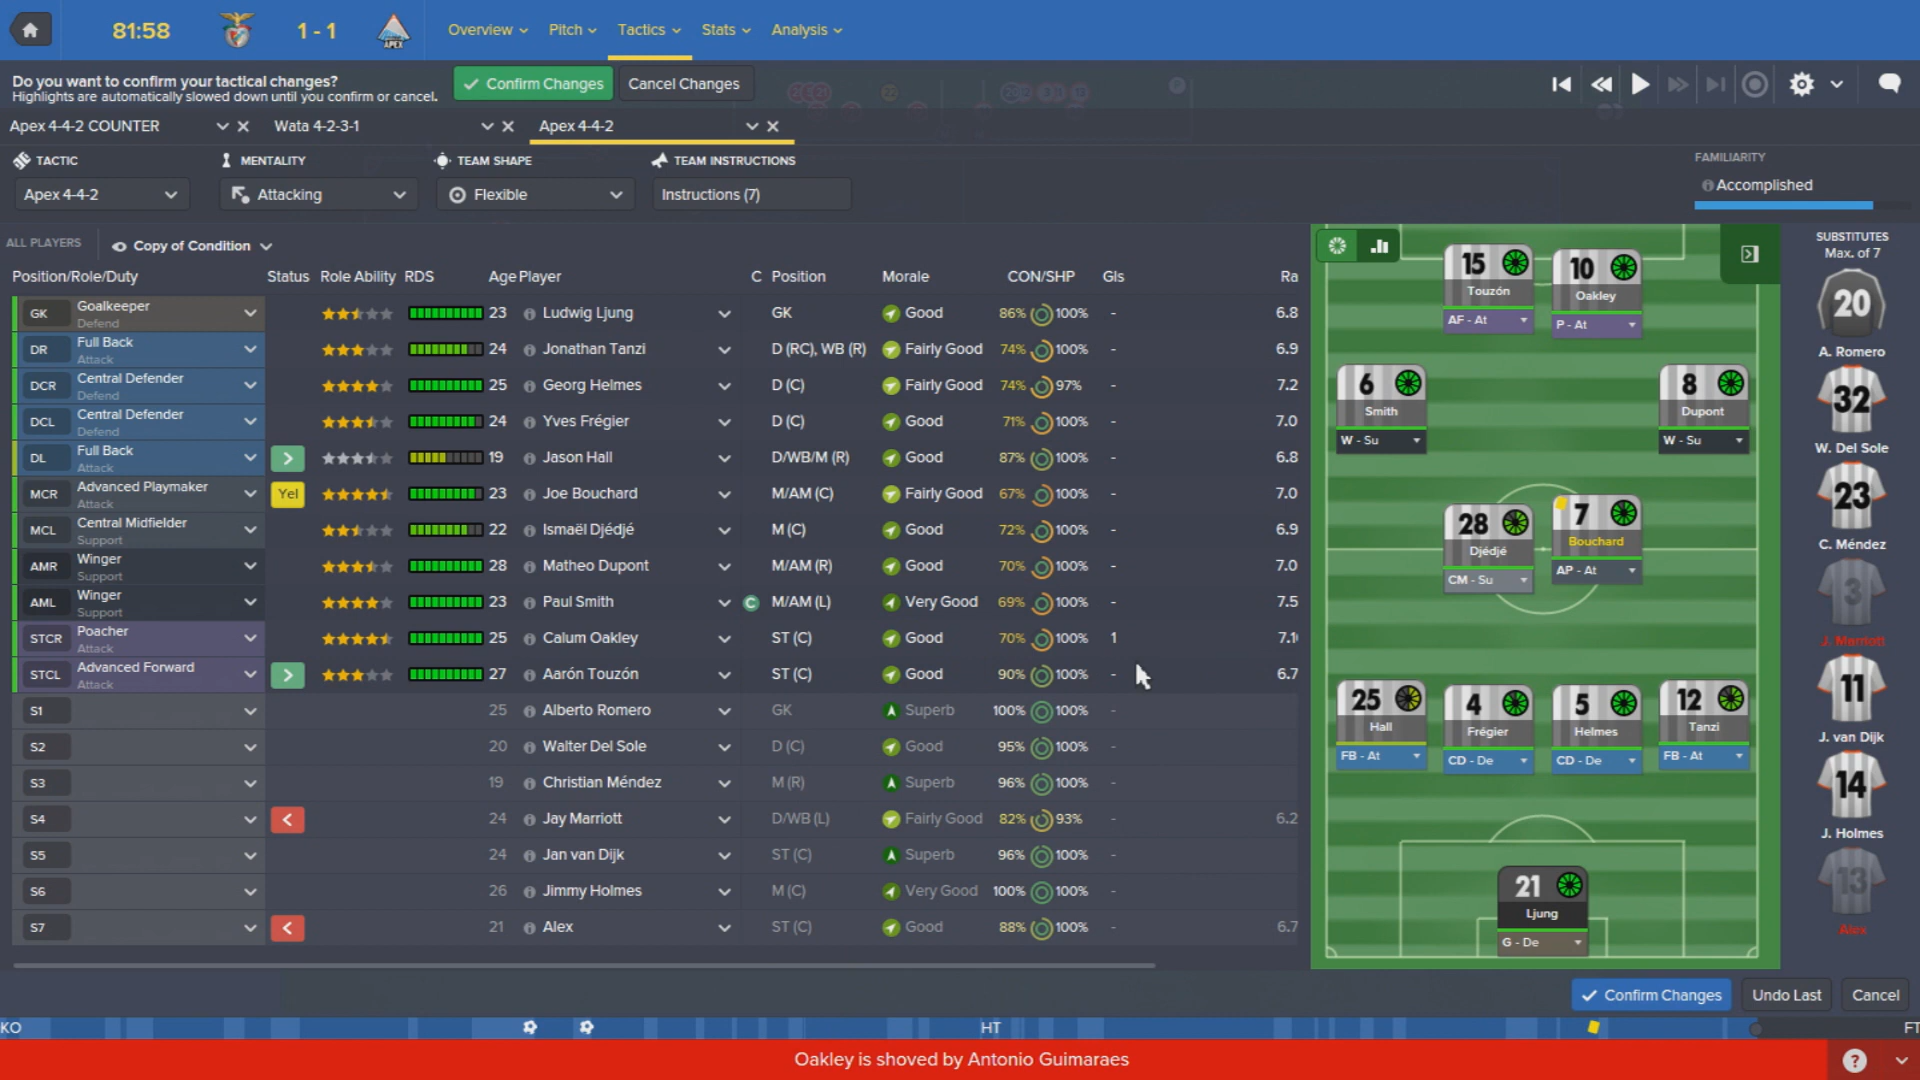 81:58
1 - 1
APEX
Overview
Pitch
Tactics
Stats
Analysis
Do you want to confirm your tactical changes?
Highlights are automatically slowed down until you confirm or cancel.
Confirm Changes
Cancel Changes
Apex 4-4-2 COUNTER
Wata 4-2-3-1
Apex 4-4-2
TACTIC
MENTALITY
TEAM SHAPE
TEAM INSTRUCTIONS
FAMILIARITY
Apex 4-4-2
Attacking
Flexible
Instructions (7)
Accomplished
ALL PLAYERS
Copy of Condition
Position/Role/Duty Status Role Ability RDS Age Player C Position Morale CON/SHP Gls Ra
GK Goalkeeper Defend 23 Ludwig Ljung GK Good 86% 100% - 6.8
DR Full Back Attack 24 Jonathan Tanzi D (RC), WB (R) Fairly Good 74% 100% - 6.9
DCR Central Defender Defend 25 Georg Helmes D (C) Fairly Good 74% 97% - 7.2
DCL Central Defender Defend 24 Yves Frégier D (C) Good 71% 100% - 7.0
DL Full Back Attack 19 Jason Hall D/WB/M (R) Good 87% 100% - 6.8
MCR Advanced Playmaker Attack Yel 23 Joe Bouchard M/AM (C) Fairly Good 67% 100% - 7.0
MCL Central Midfielder Support 22 Ismaël Djédjé M (C) Good 72% 100% - 6.9
AMR Winger Support 28 Matheo Dupont M/AM (R) Good 70% 100% - 7.0
AML Winger Support 23 Paul Smith C M/AM (L) Very Good 69% 100% - 7.5
STCR Poacher Attack 25 Calum Oakley ST (C) Good 70% 100% 1 7.1
STCL Advanced Forward Attack 27 Aarón Touzón ST (C) Good 90% 100% - 6.7
S1 25 Alberto Romero GK Superb 100% 100% -
S2 20 Walter Del Sole D (C) Good 95% 100% -
S3 19 Christian Méndez M (R) Superb 96% 100% -
S4 24 Jay Marriott D/WB (L) Fairly Good 82% 93% - 6.2
S5 24 Jan van Dijk ST (C) Superb 96% 100% -
S6 26 Jimmy Holmes M (C) Very Good 100% 100% -
S7 21 Alex ST (C) Good 88% 100% - 6.7
15 Touzón AF - At
10 Oakley P - At
6 Smith W - Su
8 Dupont W - Su
28 Djédjé CM - Su
7 Bouchard AP - At
25 Hall FB - At
4 Frégier CD - De
5 Helmes CD - De
12 Tanzi FB - At
21 Ljung G - De
SUBSTITUTES
Max. of 7
20
A. Romero
32
W. Del Sole
23
C. Méndez
3
J. Marriott
11
J. van Dijk
14
J. Holmes
13
Alex
Confirm Changes
Undo Last
Cancel
KO
HT
FT
Oakley is shoved by Antonio Guimaraes
?